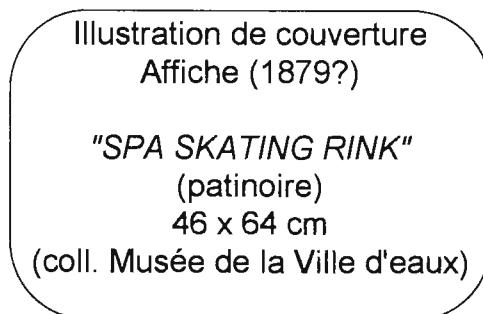 Illustration de couverture
Affiche (1879?)
"SPA SKATING RINK"
(patinoire)
46 x 64 cm
(coll. Musée de la Ville d'eaux)